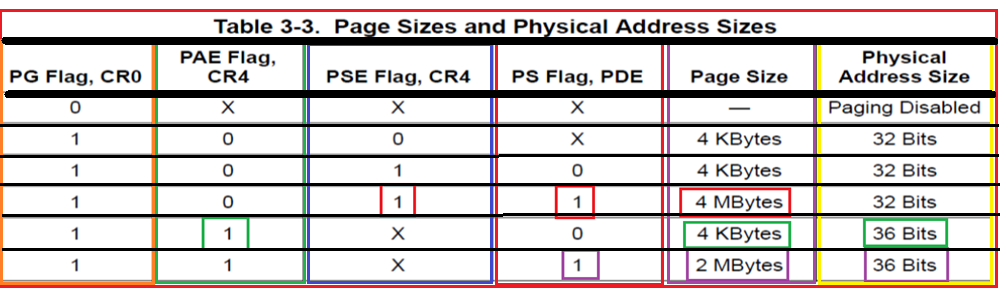 Table 3-3. Page Sizes and Physical Address Sizes
PG Flag, CR0 PAE Flag, CR4 PSE Flag, CR4 PS Flag, PDE Page Size Physical Address Size
0 X X X — Paging Disabled
1 0 0 X 4 KBytes 32 Bits
1 0 1 0 4 KBytes 32 Bits
1 0 1 1 4 MBytes 32 Bits
1 1 X 0 4 KBytes 36 Bits
1 1 X 1 2 MBytes 36 Bits